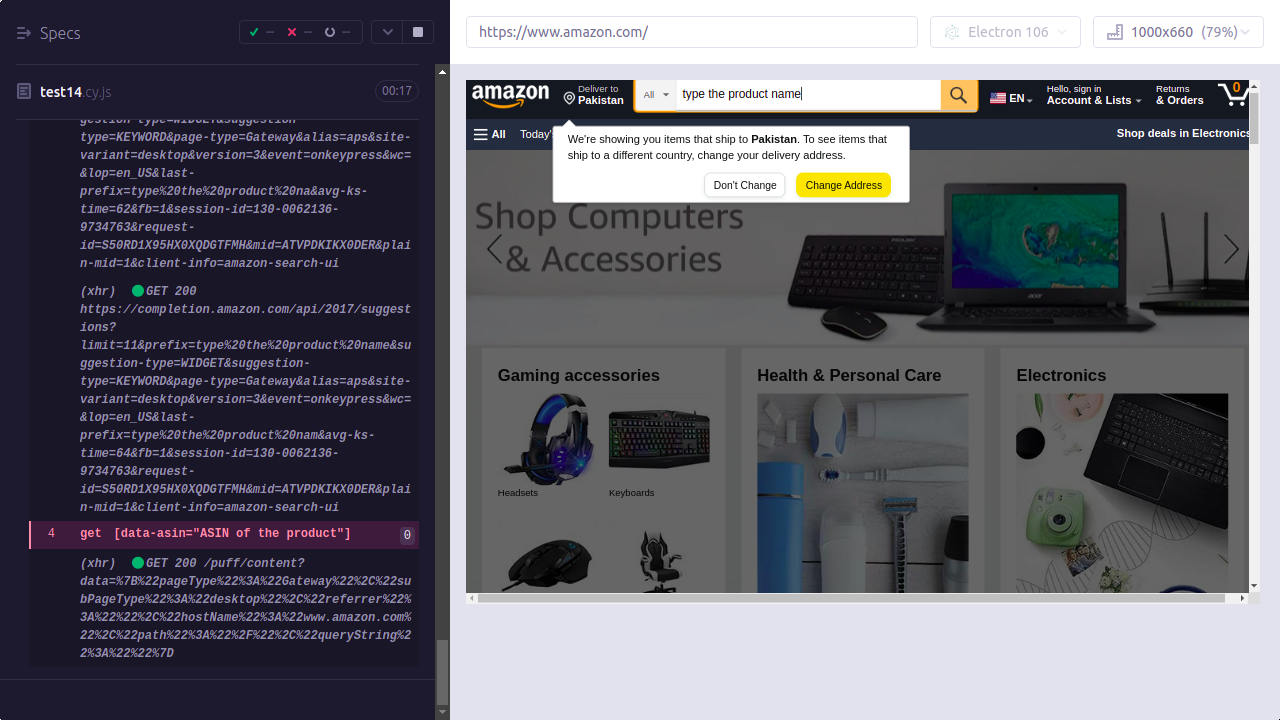 Specs
--
--
--
https://www.amazon.com/
Electron 106
1000x660 (79%)
test14.cy.js
00:17
gestion-type=WIDGET&suggestion-
type=KEYWORD&page-type=Gateway&alias=aps&site-
variant=desktop&version=3&event=onkeypress&wc=
&lop=en_US&last-
prefix=type%20the%20product%20na&avg-ks-
time=62&fb=1&session-id=130-0062136-
9734763&request-
id=S50RD1X95HX0XQDGTFMH&mid=ATVPDKIKX0DER&plai
n-mid=1&client-info=amazon-search-ui
(xhr) GET 200
https://completion.amazon.com/api/2017/suggest
ions?
limit=11&prefix=type%20the%20product%20name&su
ggestion-type=WIDGET&suggestion-
type=KEYWORD&page-type=Gateway&alias=aps&site-
variant=desktop&version=3&event=onkeypress&wc=
&lop=en_US&last-
prefix=type%20the%20product%20nam&avg-ks-
time=64&fb=1&session-id=130-0062136-
9734763&request-
id=S50RD1X95HX0XQDGTFMH&mid=ATVPDKIKX0DER&plai
n-mid=1&client-info=amazon-search-ui
4 get [data-asin="ASIN of the product"] 0
(xhr) GET 200 /puff/content?
data=%7B%22pageType%22%3A%22Gateway%22%2C%22su
bPageType%22%3A%22desktop%22%2C%22referrer%22%
3A%22%22%2C%22hostName%22%3A%22www.amazon.com%
22%2C%22path%22%3A%22%2F%22%2C%22queryString%2
2%3A%22%22%7D
amazon
Deliver to
Pakistan
All
type the product name
EN
Hello, sign in
Account & Lists
Returns
& Orders
0
All
Today'
Shop deals in Electronics
We're showing you items that ship to Pakistan. To see items that
ship to a different country, change your delivery address.
Don't Change
Change Address
Shop Computers
& Accessories
acer
Gaming accessories
Headsets
Keyboards
Health & Personal Care
Electronics